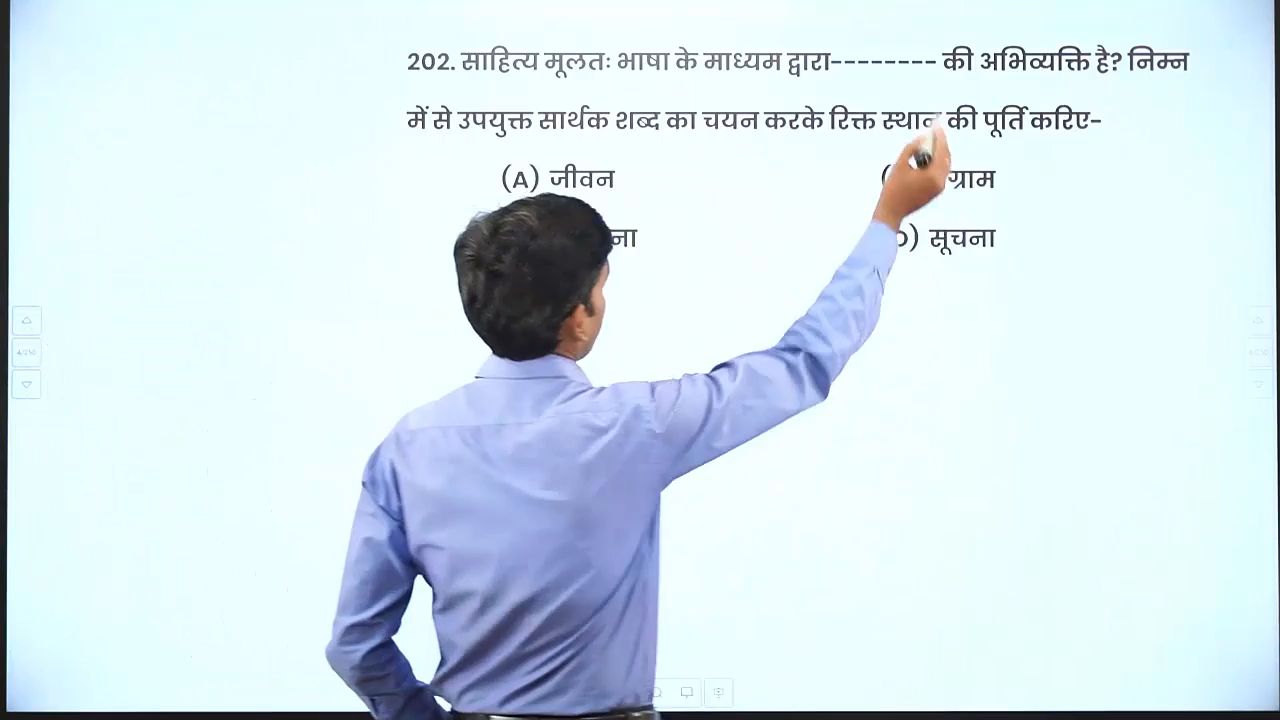 202. साहित्य मूलतः भाषा के माध्यम द्वारा-------- की अभिव्यक्ति है? निम्न
में से उपयुक्त सार्थक शब्द का चयन करके रिक्त स्थान की पूर्ति करिए-
(A) जीवन
) सूचना